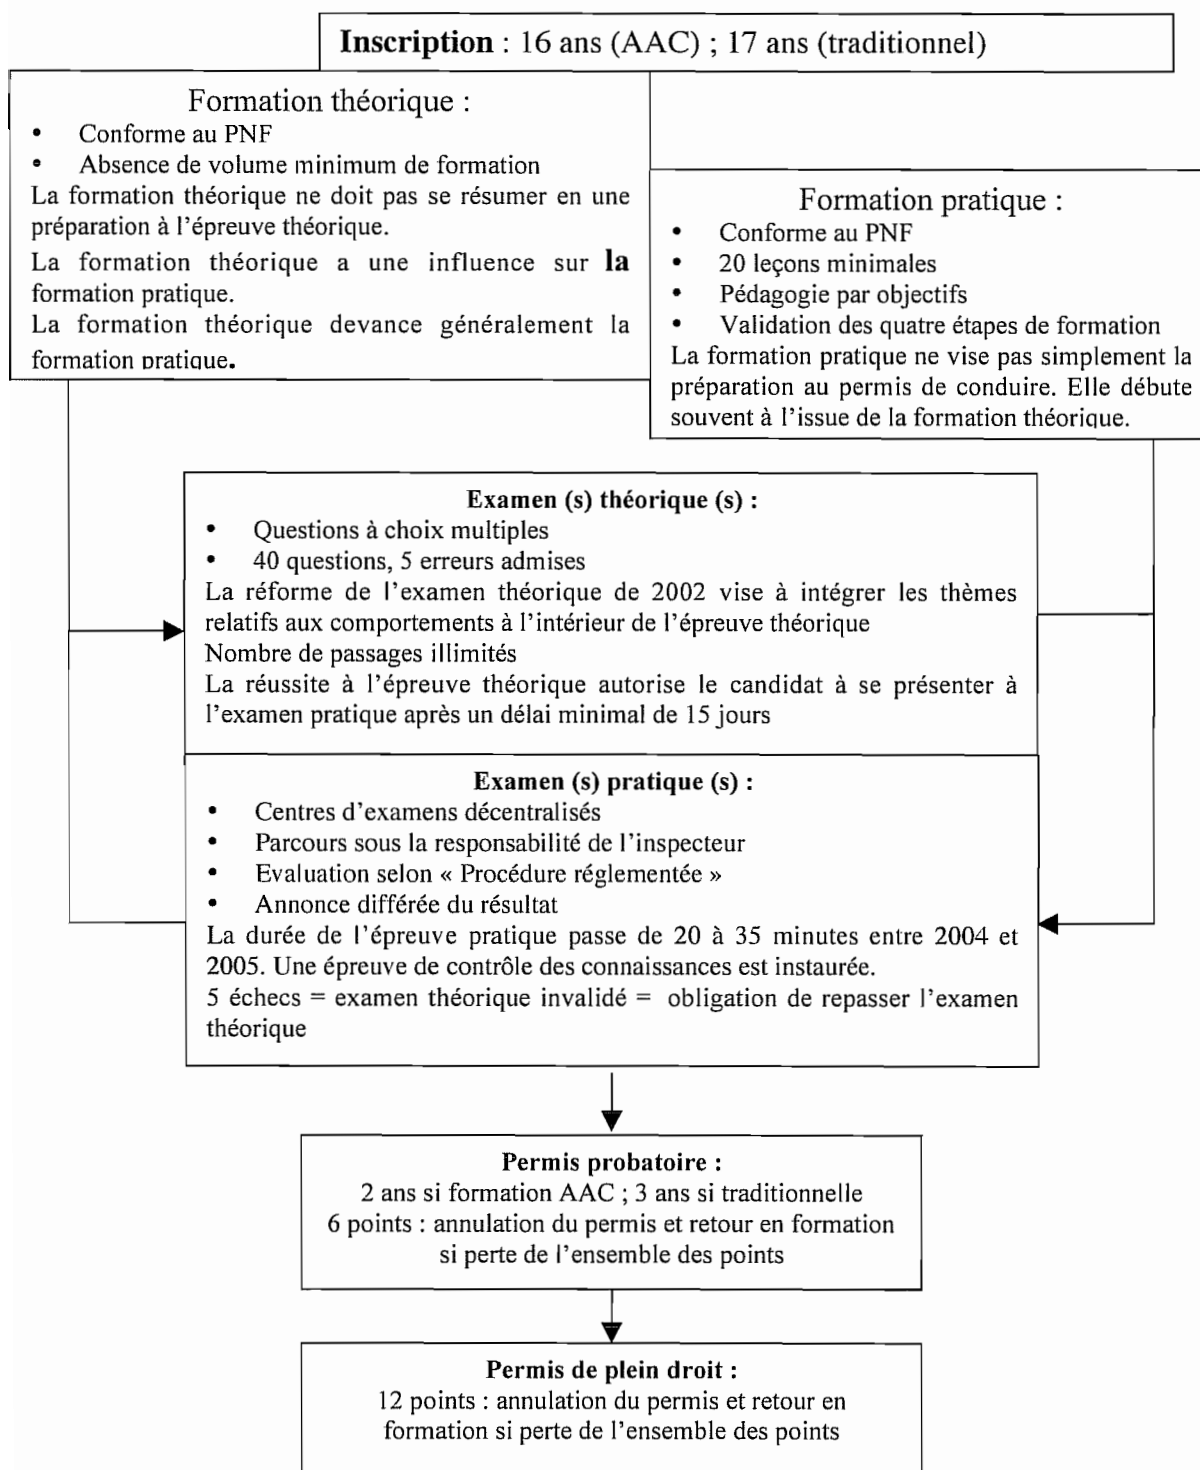 Inscription : 16 ans (AAC) ; 17 ans (traditionnel)
Formation théorique :
• Conforme au PNF
• Absence de volume minimum de formation
La formation théorique ne doit pas se résumer en une
préparation à l'épreuve théorique.
La formation théorique a une influence sur la
formation pratique.
La formation théorique devance généralement la
formation pratique.
Formation pratique :
• Conforme au PNF
• 20 leçons minimales
• Pédagogie par objectifs
• Validation des quatre étapes de formation
La formation pratique ne vise pas simplement la
préparation au permis de conduire. Elle débute
souvent à l'issue de la formation théorique.
Examen (s) théorique (s) :
• Questions à choix multiples
• 40 questions, 5 erreurs admises
La réforme de l'examen théorique de 2002 vise à intégrer les thèmes
relatifs aux comportements à l'intérieur de l'épreuve théorique
Nombre de passages illimités
La réussite à l'épreuve théorique autorise le candidat à se présenter à
l'examen pratique après un délai minimal de 15 jours
Examen (s) pratique (s) :
• Centres d'examens décentralisés
• Parcours sous la responsabilité de l'inspecteur
• Evaluation selon « Procédure réglementée »
• Annonce différée du résultat
La durée de l'épreuve pratique passe de 20 à 35 minutes entre 2004 et
2005. Une épreuve de contrôle des connaissances est instaurée.
5 échecs = examen théorique invalidé = obligation de repasser l'examen
théorique
Permis probatoire :
2 ans si formation AAC ; 3 ans si traditionnelle
6 points : annulation du permis et retour en formation
si perte de l'ensemble des points
Permis de plein droit :
12 points : annulation du permis et retour en
formation si perte de l'ensemble des points